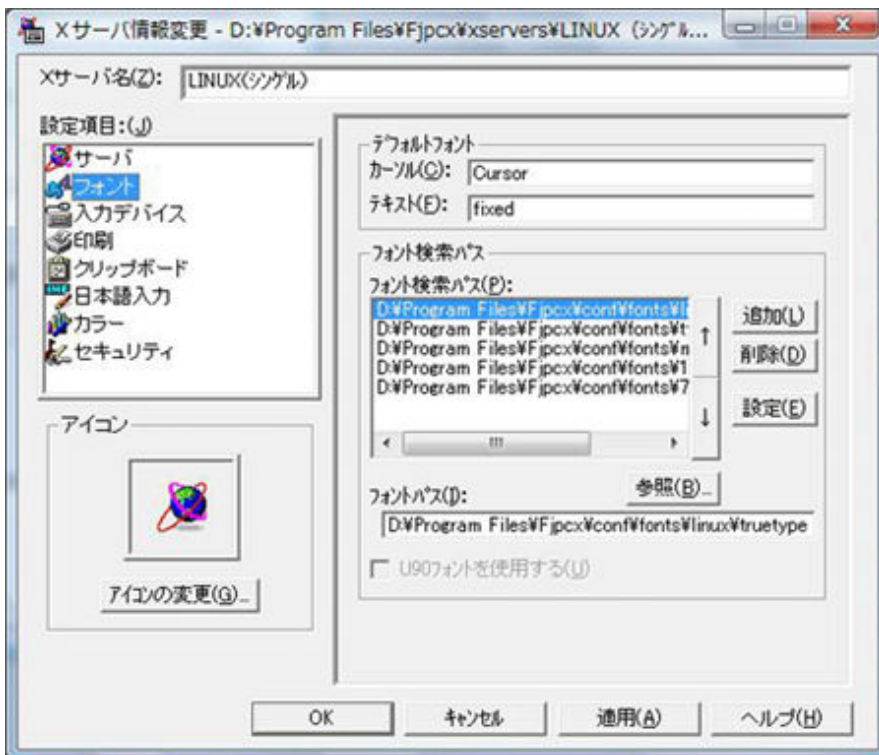 Xサーバ情報変更 - D:¥Program Files¥Fjpcx¥xservers¥LINUX (シングル...
Xサーバ名(Z): LINUX(シングル)
設定項目:(J)
サーバ
フォント
入力デバイス
印刷
クリップボード
日本語入力
カラー
セキュリティ
アイコン
アイコンの変更(G)...
デフォルトフォント
カーソル(C): Cursor
テキスト(F): fixed
フォント検索パス
フォント検索パス(P):
D:¥Program Files¥Fjpcx¥conf¥fonts¥li
D:¥Program Files¥Fjpcx¥conf¥fonts¥t
D:¥Program Files¥Fjpcx¥conf¥fonts¥n
D:¥Program Files¥Fjpcx¥conf¥fonts¥1
D:¥Program Files¥Fjpcx¥conf¥fonts¥7
↑
↓
追加(L)
削除(D)
設定(E)
フォントパス(I):
参照(B)...
D:¥Program Files¥Fjpcx¥conf¥fonts¥linux¥truetype
U90フォントを使用する(U)
OK
キャンセル
適用(A)
ヘルプ(H)